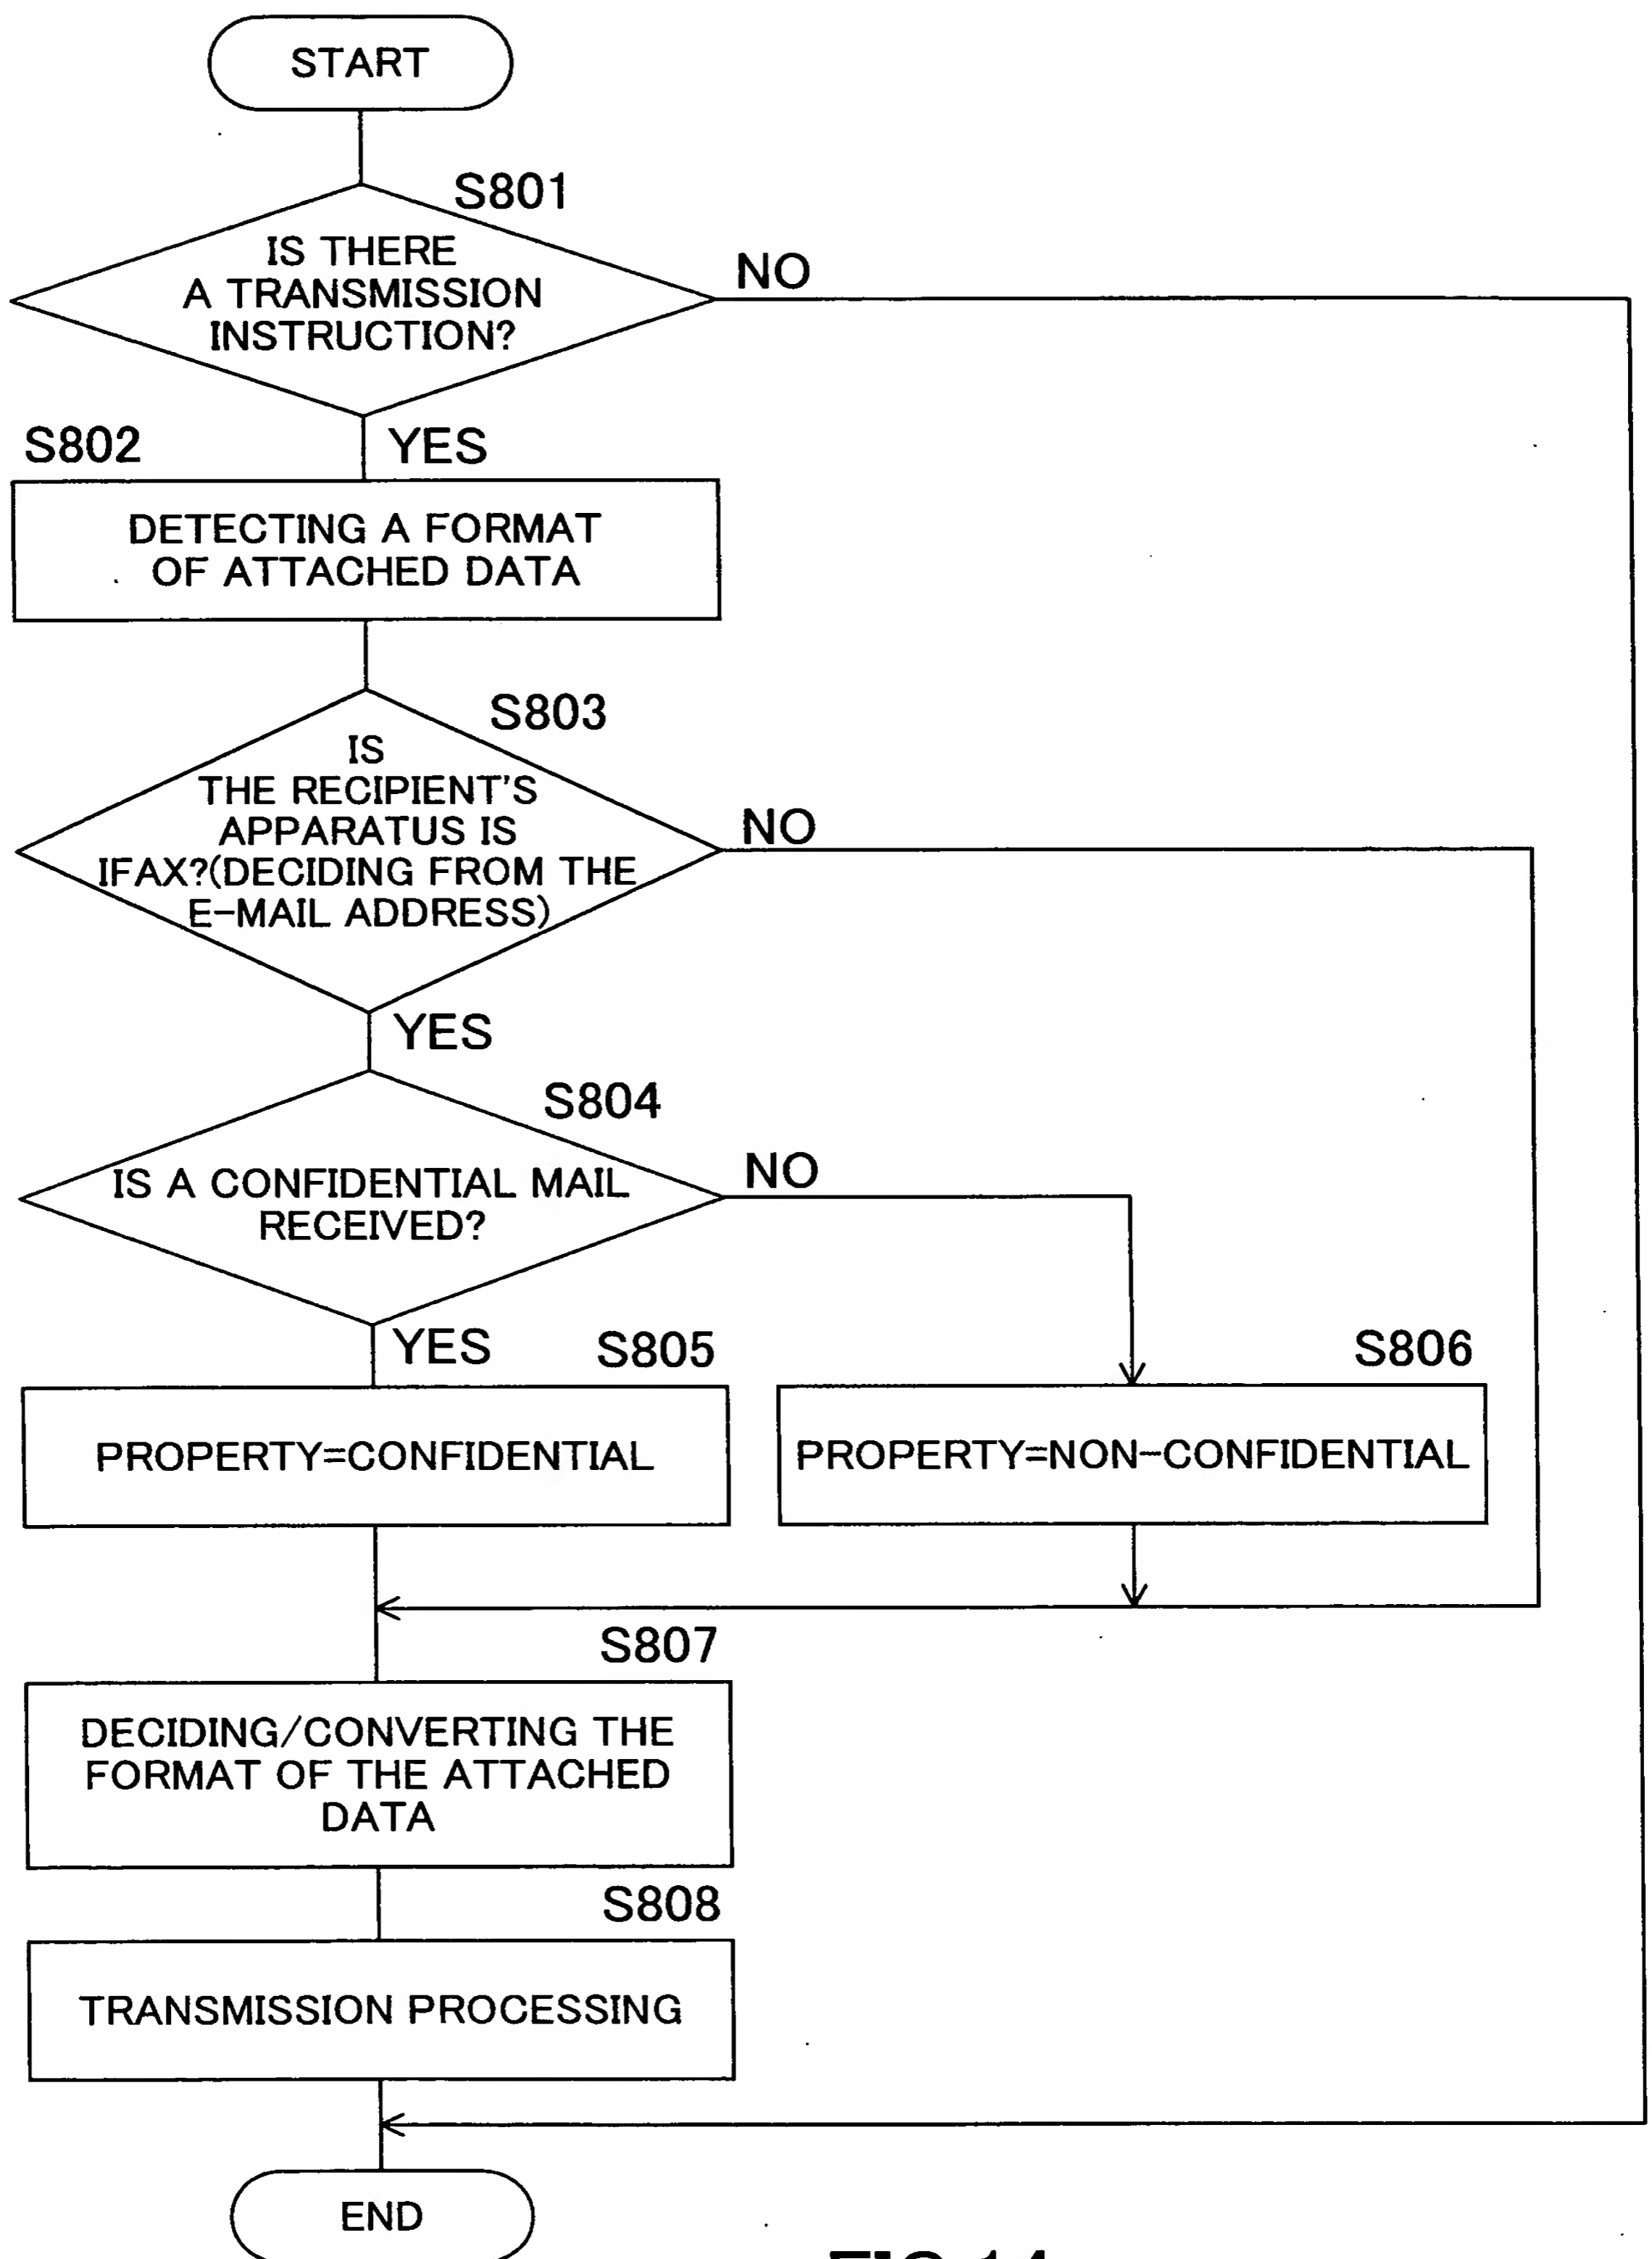 START
S801
IS THERE
A TRANSMISSION
INSTRUCTION?
NO
YES
S802
DETECTING A FORMAT
OF ATTACHED DATA
S803
IS
THE RECIPIENT'S
APPARATUS IS
IFAX?(DECIDING FROM THE
E-MAIL ADDRESS)
NO
YES
S804
IS A CONFIDENTIAL MAIL
RECEIVED?
NO
YES
S805
PROPERTY=CONFIDENTIAL
S806
PROPERTY=NON-CONFIDENTIAL
S807
DECIDING/CONVERTING THE
FORMAT OF THE ATTACHED
DATA
S808
TRANSMISSION PROCESSING
END